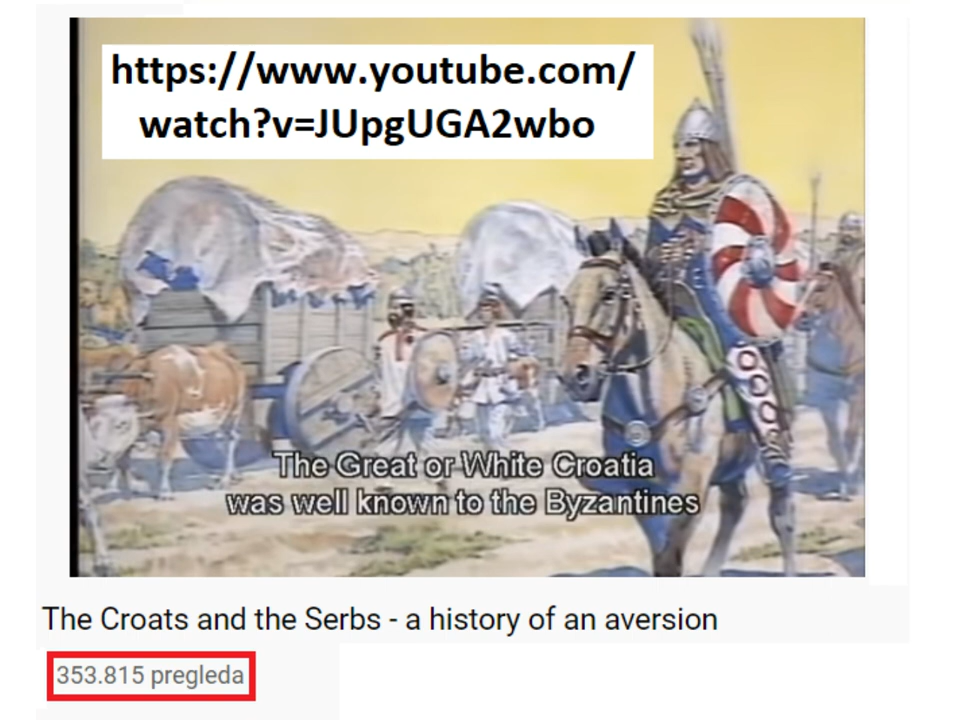 https://www.youtube.com/
watch?v=JUpgUGA2wbo
The Great or White Croatia
was well known to the Byzantines
The Croats and the Serbs - a history of an aversion
353.815 pregleda